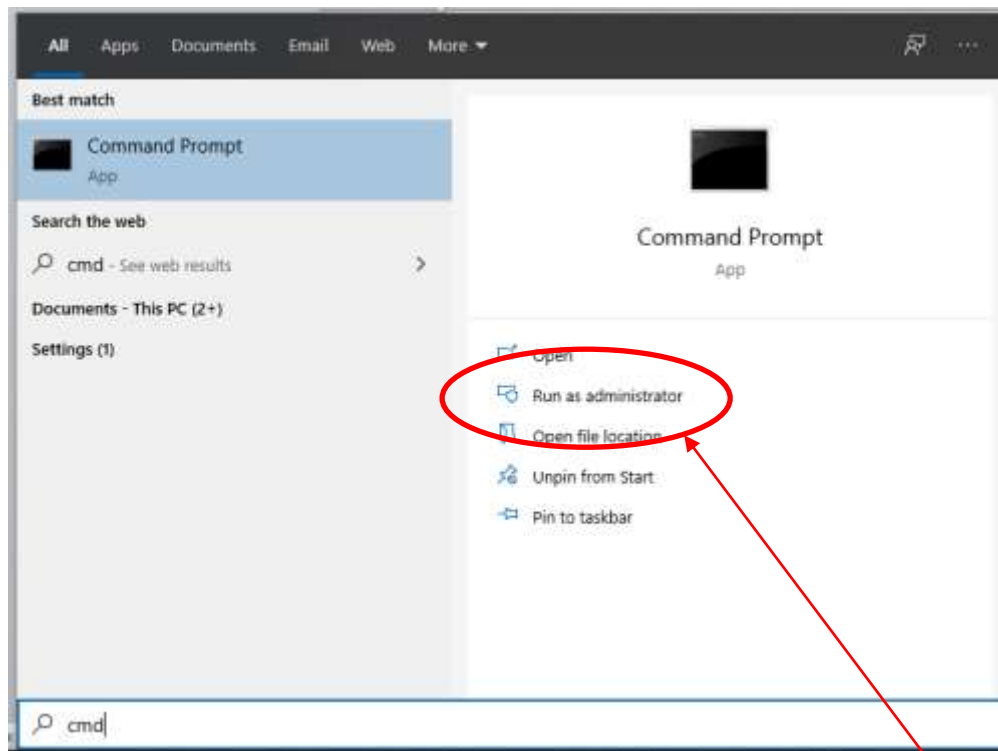 All Apps Documents Email Web More
Best match
Command Prompt
App
Search the web
cmd - See web results
Documents - This PC (2+)
Settings (1)
Command Prompt
App
Open
Run as administrator
Open file location
Unpin from Start
Pin to taskbar
cmd